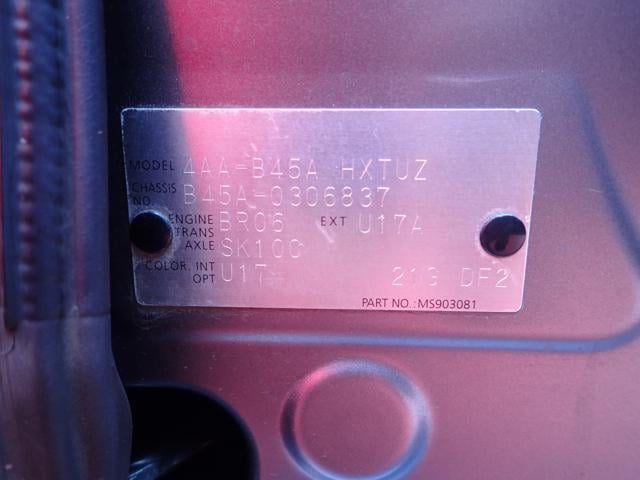 MODEL 4AA-B45A HXTUZ
CHASSIS NO. B45A-0306837
ENGINE BR06 EXT U17A
TRANS AXLE SK10C
COLOR, INT OPT U17 213 DF2
PART NO.: MS903081